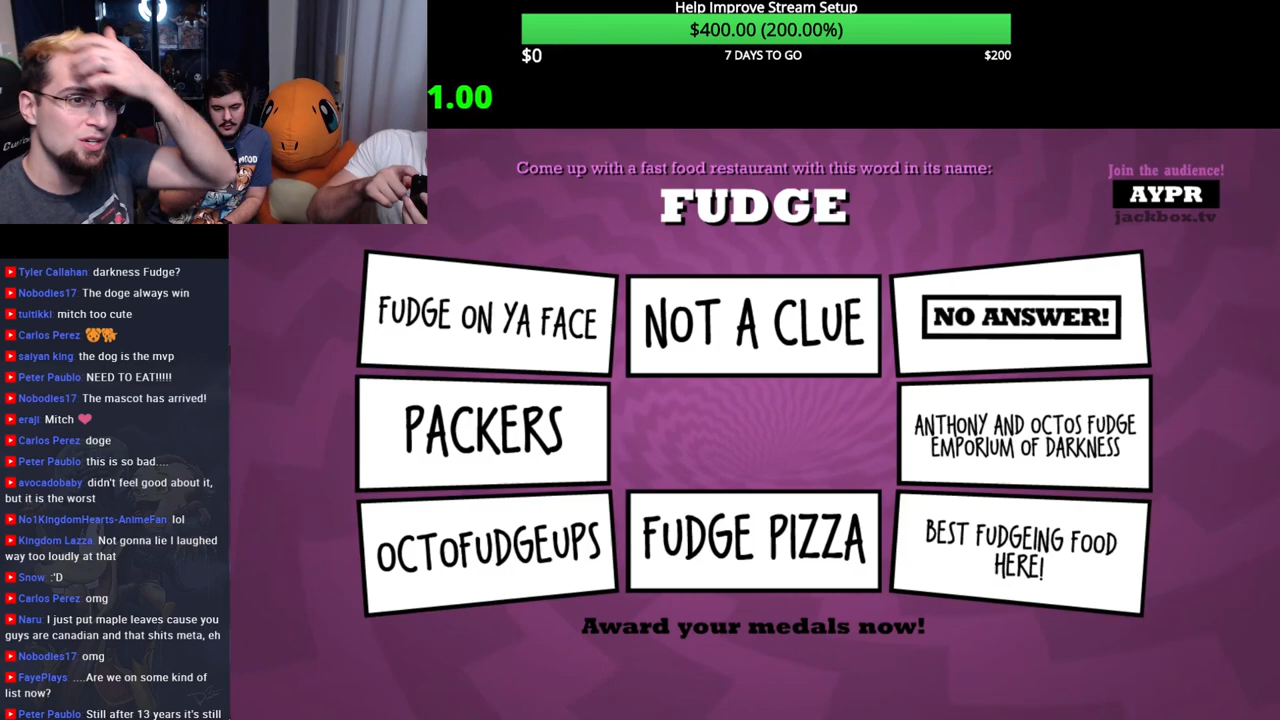 Help Improve Stream Setup
$400.00 (200.00%)
$0
7 DAYS TO GO
$200
1.00
Come up with a fast food restaurant with this word in its name:
FUDGE
Join the audience!
AYPR
jackbox.tv
FUDGE ON YA FACE
NOT A CLUE
NO ANSWER!
PACKERS
ANTHONY AND OCTOS FUDGE
EMPORIUM OF DARKNESS
OCTOFUDGEUPS
FUDGE PIZZA
BEST FUDGEING FOOD
HERE!
Award your medals now!
Tyler Callahan darkness Fudge?
Nobodies17 The doge always win
tuitikki mitch too cute
Carlos Perez
saiyan king the dog is the mvp
Peter Paublo NEED TO EAT!!!!!
Nobodies17 The mascot has arrived!
eraji Mitch
Carlos Perez doge
Peter Paublo this is so bad....
avocadobaby didn't feel good about it,
but it is the worst
No1KingdomHearts-AnimeFan lol
Kingdom Lazza Not gonna lie I laughed
way too loudly at that
Snow :'D
Carlos Perez omg
Naru I just put maple leaves cause you
guys are canadian and that shits meta, eh
Nobodies17 omg
FayePlays ....Are we on some kind of
list now?
Peter Paublo Still after 13 years it's still
MOOD